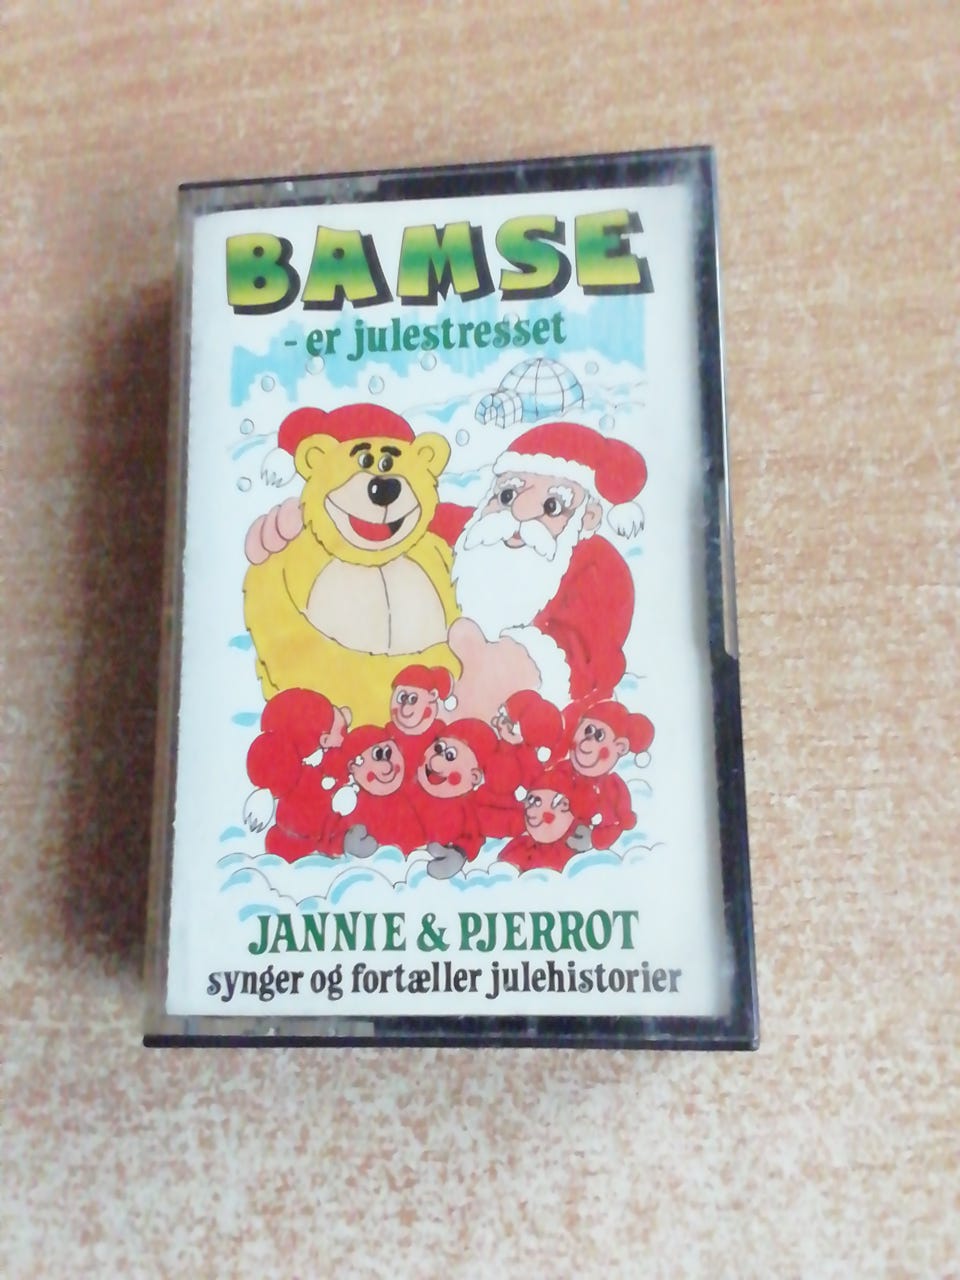 BAMSE
- er julestresset
JANNIE & PJERROT
synger og fortæller julehistorier